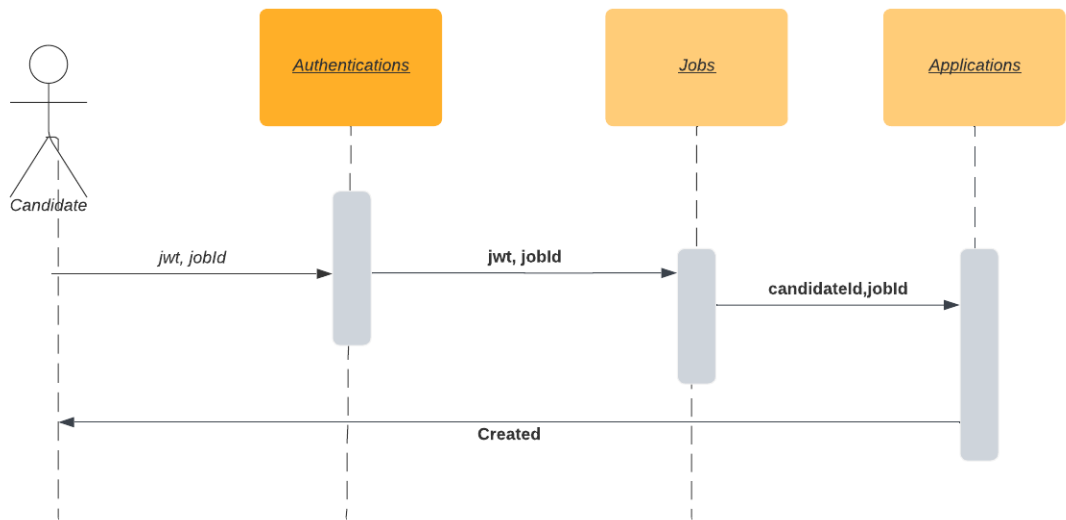 Authentications
Jobs
Applications
Candidate
jwt, jobId
jwt, jobId
candidateId,jobId
Created